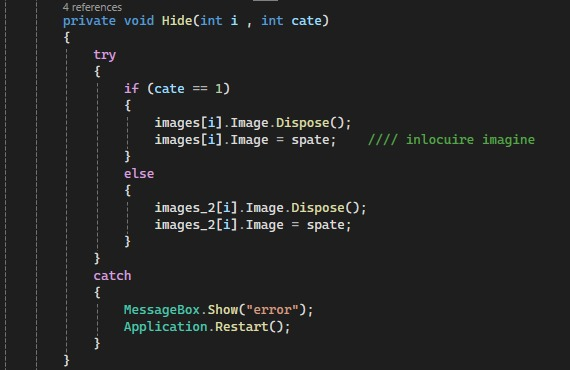 4 references
private void Hide(int i , int cate)
{
try
{
if (cate == 1)
{
images[i].Image.Dispose();
images[i].Image = spate;    //// inlocuire imagine
}
else
{
images_2[i].Image.Dispose();
images_2[i].Image = spate;
}
}
catch
{
MessageBox.Show("error");
Application.Restart();
}
}